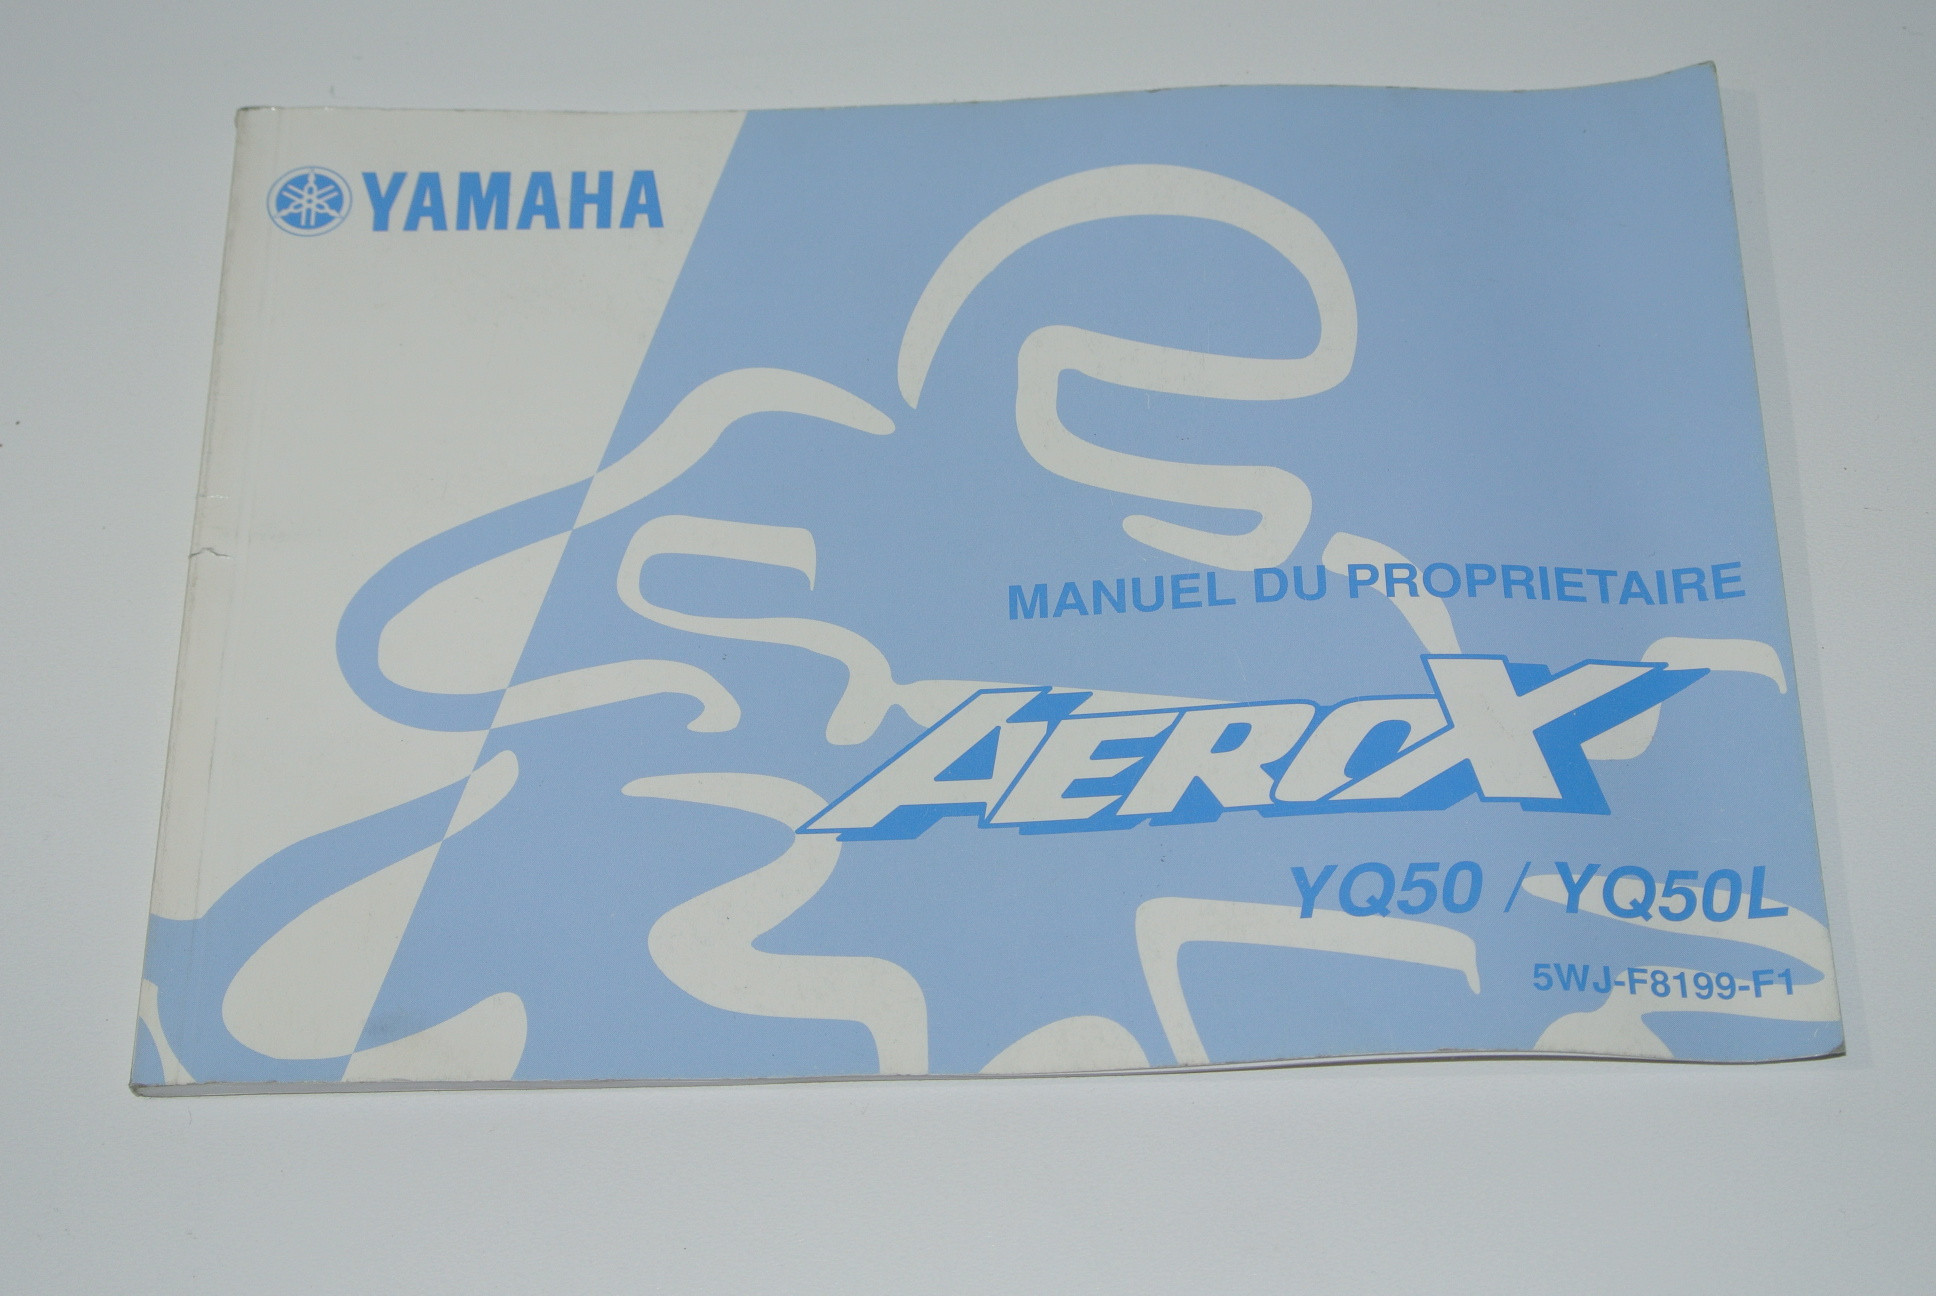 YAMAHA
MANUEL DU PROPRIETAIRE
AEROX
YQ50 / YQ50L
5WJ-F8199-F1